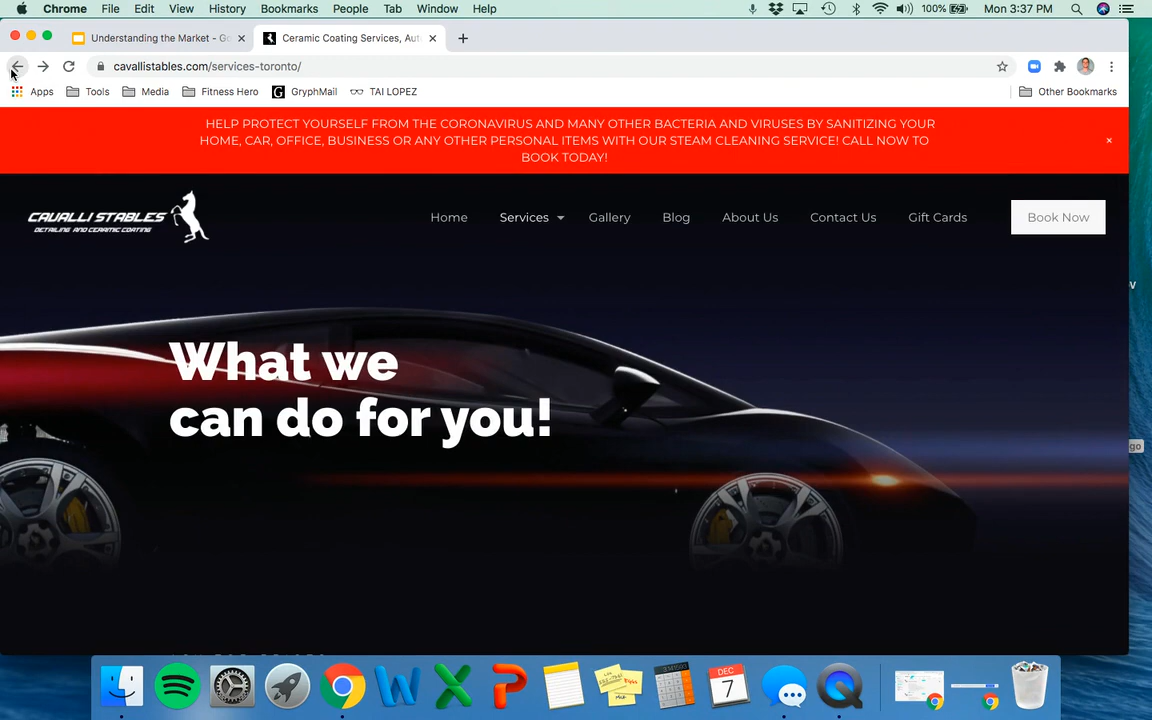 Chrome File Edit View History Bookmarks People Tab Window Help 100% Mon 3:37 PM
Understanding the Market - Go Ceramic Coating Services, Aut
cavallistables.com/services-toronto/
Apps Tools Media Fitness Hero G GryphMail TAI LOPEZ Other Bookmarks
HELP PROTECT YOURSELF FROM THE CORONAVIRUS AND MANY OTHER BACTERIA AND VIRUSES BY SANITIZING YOUR
HOME, CAR, OFFICE, BUSINESS OR ANY OTHER PERSONAL ITEMS WITH OUR STEAM CLEANING SERVICE! CALL NOW TO
BOOK TODAY!
CAVALLI STABLES
DETAILING AND CERAMIC COATING
Home Services Gallery Blog About Us Contact Us Gift Cards Book Now
What we
can do for you!
DEC
7